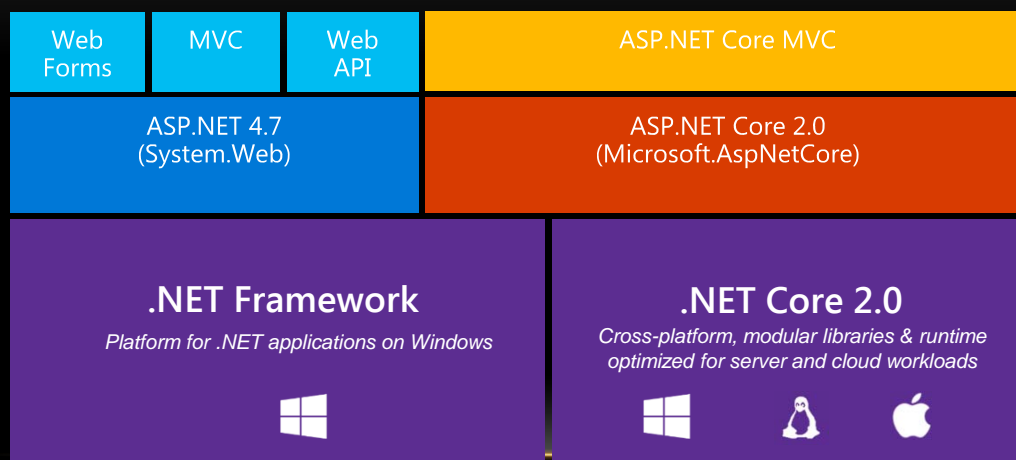 Web
Forms
MVC
Web
API
ASP.NET Core MVC
ASP.NET 4.7
(System.Web)
ASP.NET Core 2.0
(Microsoft.AspNetCore)
.NET Framework
Platform for .NET applications on Windows
.NET Core 2.0
Cross-platform, modular libraries & runtime
optimized for server and cloud workloads